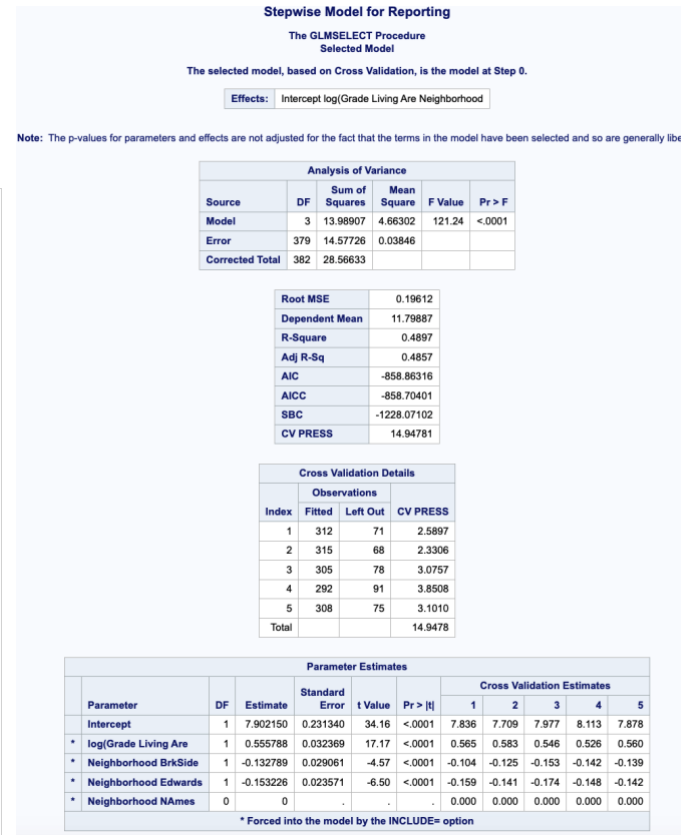 Stepwise Model for Reporting
The GLMSELECT Procedure
Selected Model
The selected model, based on Cross Validation, is the model at Step 0.
Effects: Intercept log(Grade Living Are Neighborhood
Note: The p-values for parameters and effects are not adjusted for the fact that the terms in the model have been selected and so are generally libe
Analysis of Variance
Source DF Sum of Squares Mean Square F Value Pr > F
Model 3 13.98907 4.66302 121.24 <.0001
Error 379 14.57726 0.03846
Corrected Total 382 28.56633
Root MSE 0.19612
Dependent Mean 11.79887
R-Square 0.4897
Adj R-Sq 0.4857
AIC -858.86316
AICC -858.70401
SBC -1228.07102
CV PRESS 14.94781
Cross Validation Details
Observations
Index Fitted Left Out CV PRESS
1 312 71 2.5897
2 315 68 2.3306
3 305 78 3.0757
4 292 91 3.8508
5 308 75 3.1010
Total 14.9478
Parameter Estimates
Cross Validation Estimates
Parameter DF Estimate Standard Error t Value Pr > |t| 1 2 3 4 5
Intercept 1 7.902150 0.231340 34.16 <.0001 7.836 7.709 7.977 8.113 7.878
* log(Grade Living Are 1 0.555788 0.032369 17.17 <.0001 0.565 0.583 0.546 0.526 0.560
* Neighborhood BrkSide 1 -0.132789 0.029061 -4.57 <.0001 -0.104 -0.125 -0.153 -0.142 -0.139
* Neighborhood Edwards 1 -0.153226 0.023571 -6.50 <.0001 -0.159 -0.141 -0.174 -0.148 -0.142
* Neighborhood NAmes 0 0 . . . 0.000 0.000 0.000 0.000 0.000
* Forced into the model by the INCLUDE= option